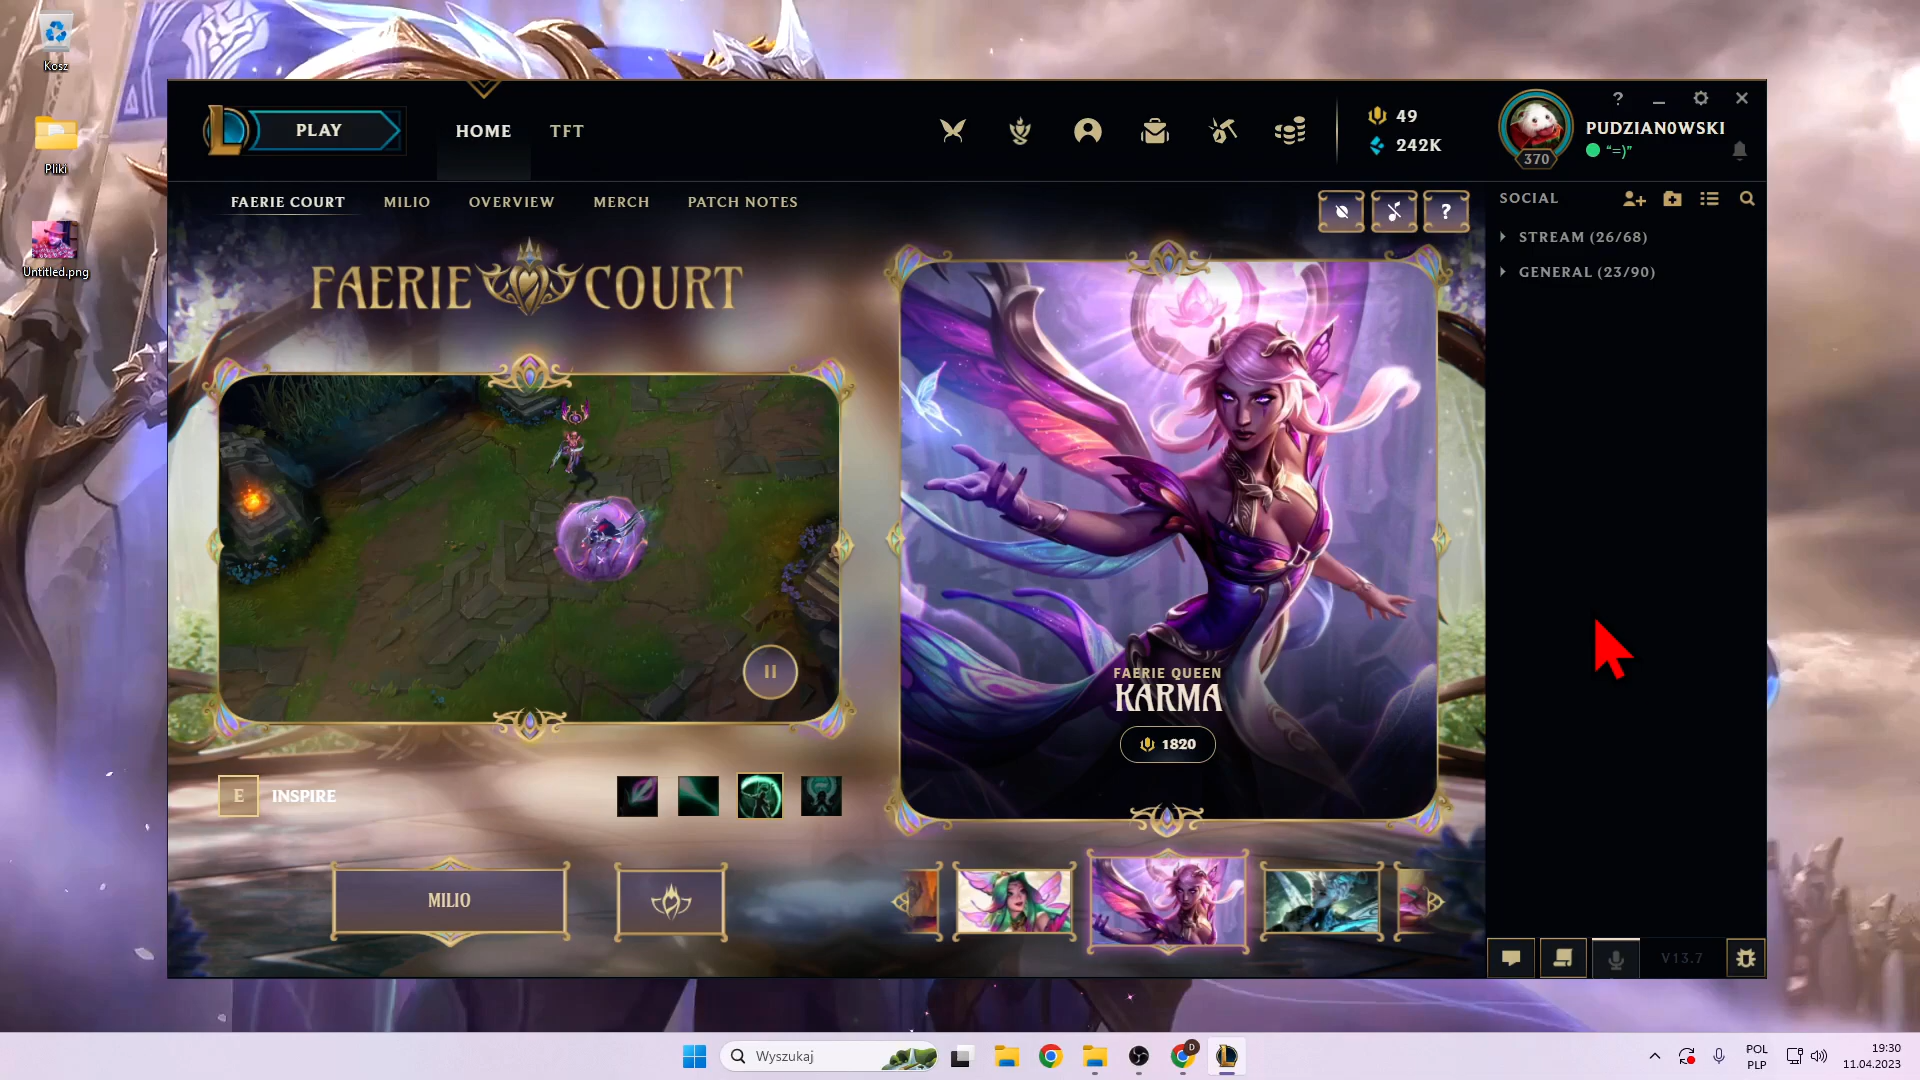 Kosz
Pliki
Untitled.png
PLAY
HOME
TFT
49
242K
370
?
PUDZIAN0WSKI
"=)"
FAERIE COURT
MILIO
OVERVIEW
MERCH
PATCH NOTES
?
SOCIAL
STREAM (26/68)
GENERAL (23/90)
FAERIE COURT
FAERIE QUEEN
KARMA
1820
E
INSPIRE
MILIO
V13.7
Wyszukaj
D
POL
PLP
19:30
11.04.2023